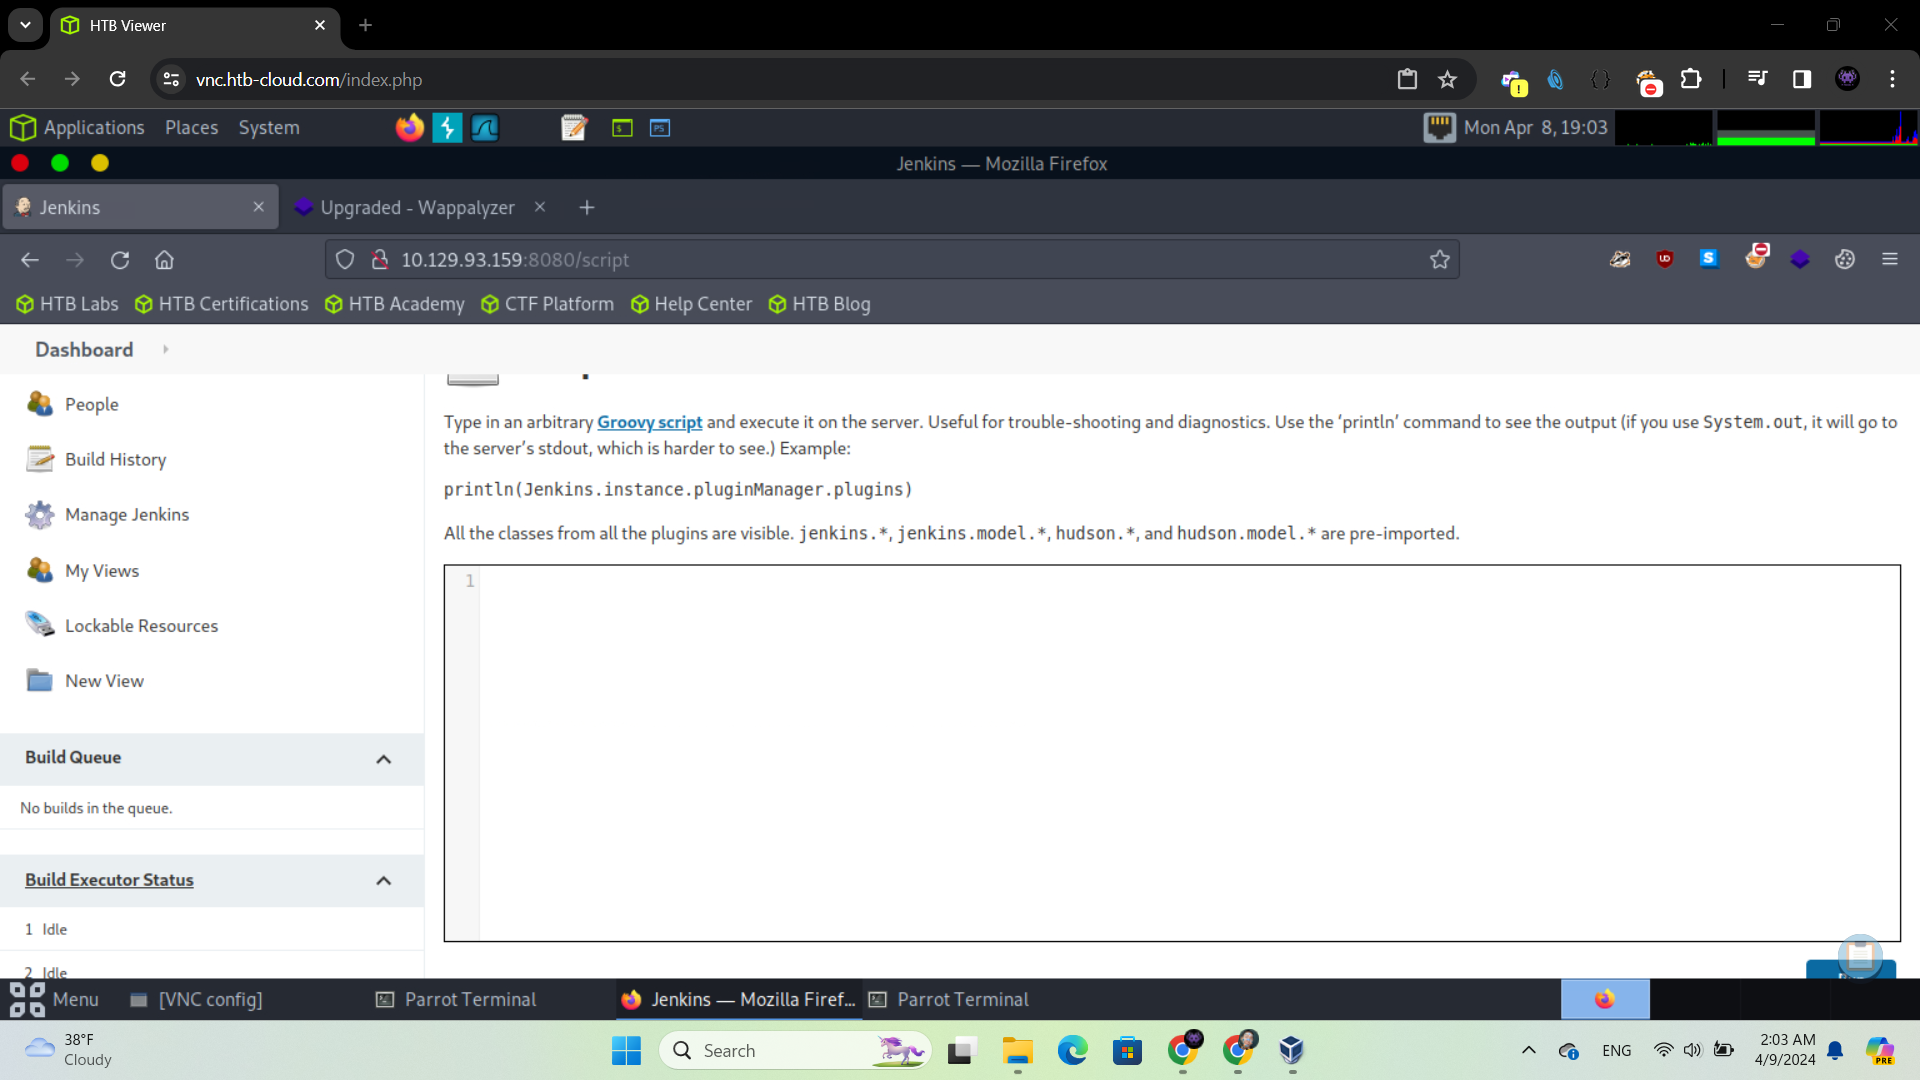 HTB Viewer
vnc.htb-cloud.com/index.php
Applications Places System
$
PS
Mon Apr 8, 19:03
Jenkins — Mozilla Firefox
Jenkins
Upgraded - Wappalyzer
10.129.93.159:8080/script
HTB Labs HTB Certifications HTB Academy CTF Platform Help Center HTB Blog
Dashboard
People
Build History
Manage Jenkins
My Views
Lockable Resources
New View
Build Queue
No builds in the queue.
Build Executor Status
1 Idle
2 Idle
Type in an arbitrary Groovy script and execute it on the server. Useful for trouble-shooting and diagnostics. Use the ‘println’ command to see the output (if you use System.out, it will go to
the server’s stdout, which is harder to see.) Example:
println(Jenkins.instance.pluginManager.plugins)
All the classes from all the plugins are visible. jenkins.*, jenkins.model.*, hudson.*, and hudson.model.* are pre-imported.
1
Menu [VNC config] Parrot Terminal Jenkins — Mozilla Firef... Parrot Terminal
38°F
Cloudy
Search
ENG
2:03 AM
4/9/2024
PRE